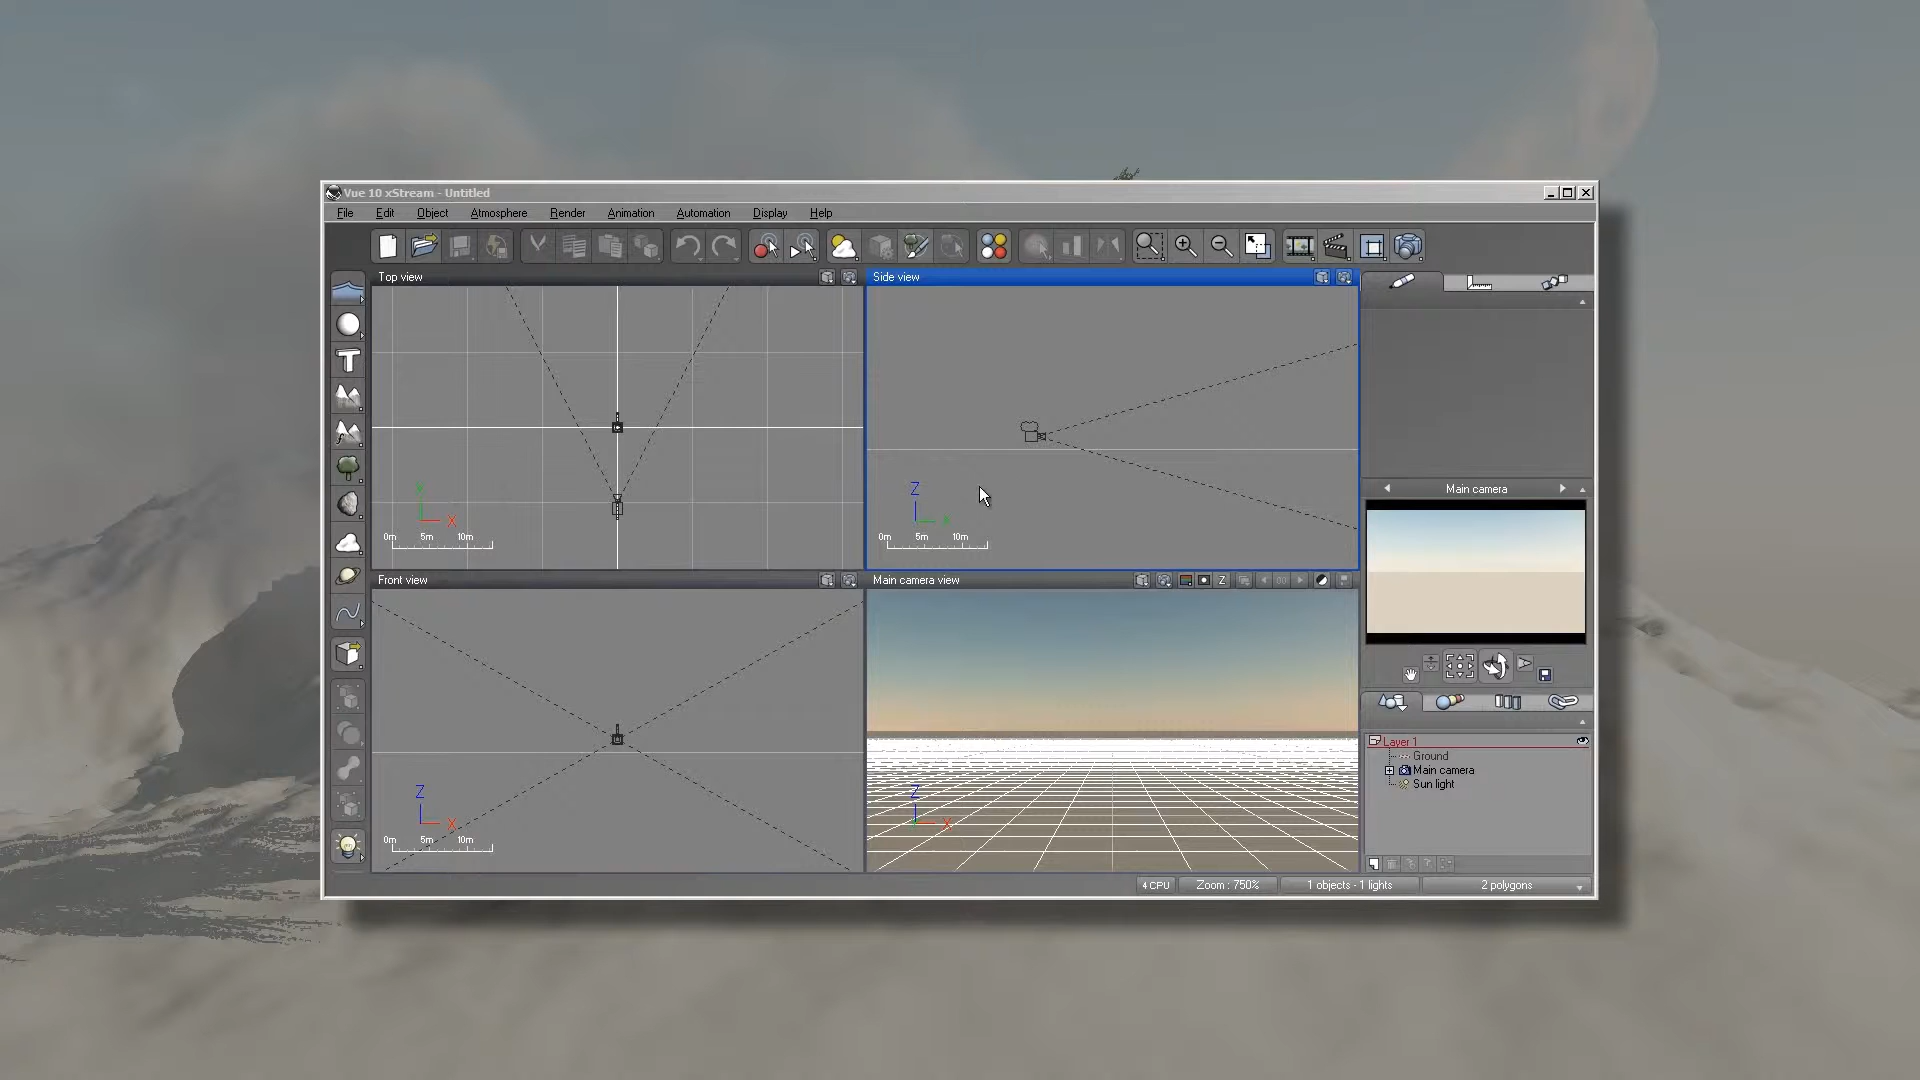 Vue 10 xStream - Untitled
File Edit Object Atmosphere Render Animation Automation Display Help
Top view
Side view
Y
X
0m 5m 10m
Z
0m 5m 10m
Main camera
Front view
Main camera view
Z
Z
X
0m 5m 10m
Z
X
Layer 1
Ground
Main camera
Sun light
4 CPU Zoom : 750% 1 objects - 1 lights 2 polygons